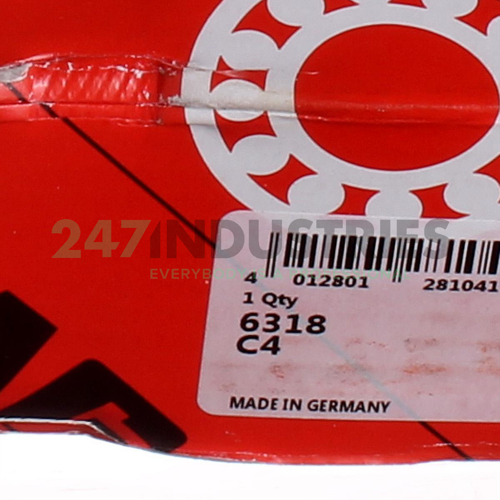 247INDUSTRIES
4 012801 281041
1 Qty
6318
C4
MADE IN GERMANY